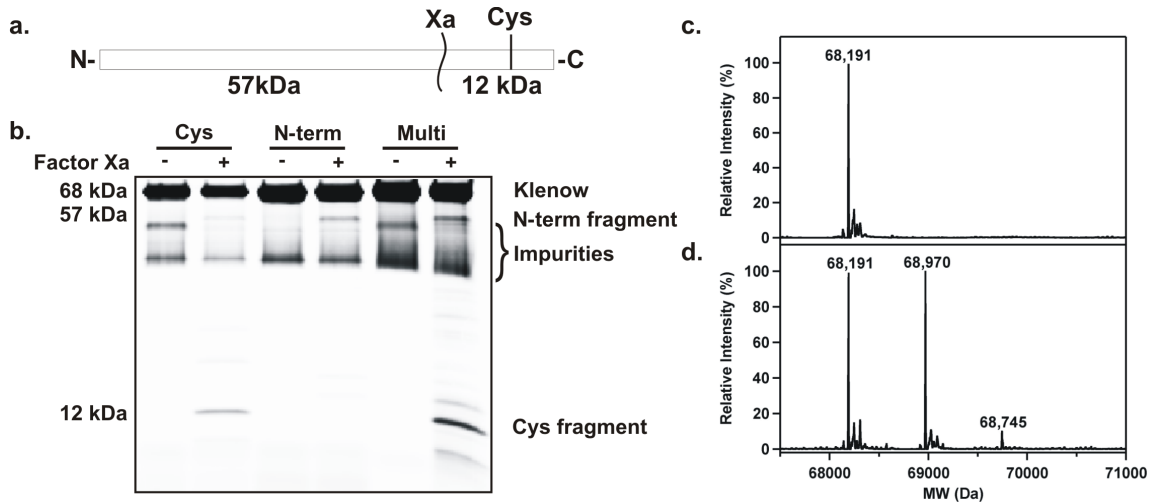 a.
Xa
Cys
N-
-C
57kDa
12 kDa
b.
Cys
N-term
Multi
Factor Xa
-
+
-
+
-
+
68 kDa
57 kDa
12 kDa
Klenow
N-term fragment
Impurities
Cys fragment
c.
Relative Intensity (%)
100
80
60
40
20
0
68,191
d.
Relative Intensity (%)
100
80
60
40
20
0
68,191
68,970
68,745
68000
69000
70000
71000
MW (Da)